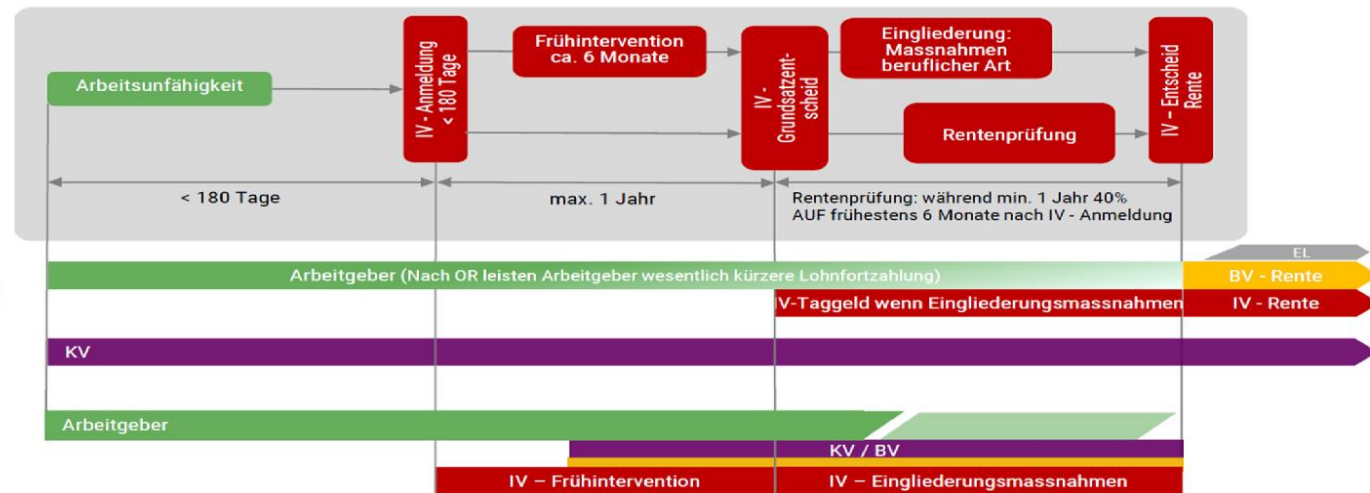 Arbeitsunfähigkeit
IV - Anmeldung
< 180 Tage
Frühintervention
ca. 6 Monate
IV -
Grundsatzent-
scheid
Eingliederung:
Massnahmen
beruflicher Art
Rentenprüfung
IV – Entscheid
Rente
< 180 Tage
max. 1 Jahr
Rentenprüfung: während min. 1 Jahr 40%
AUF frühestens 6 Monate nach IV - Anmeldung
EL
Arbeitgeber (Nach OR leisten Arbeitgeber wesentlich kürzere Lohnfortzahlung)
BV - Rente
IV-Taggeld wenn Eingliederungsmassnahmen
IV - Rente
KV
Arbeitgeber
KV / BV
IV – Frühintervention
IV – Eingliederungsmassnahmen